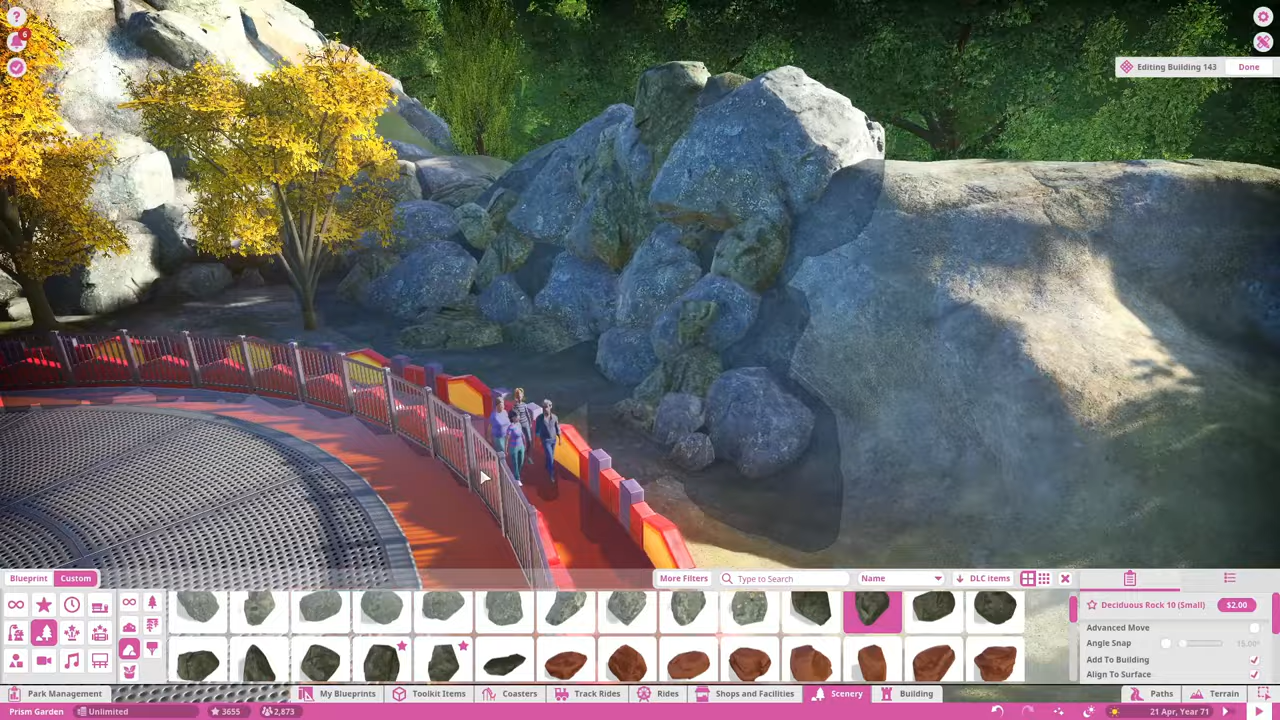 ?
6
Editing Building 143 Done
Blueprint Custom More Filters Type to Search Name DLC items
Deciduous Rock 10 (Small) $2.00
Advanced Move
Angle Snap 15.00°
Add To Building
Align To Surface
Park Management My Blueprints Toolkit Items Coasters Track Rides Rides Shops and Facilities Scenery Building Paths Terrain
Prism Garden Unlimited 3655 2,873 21 Apr, Year 71